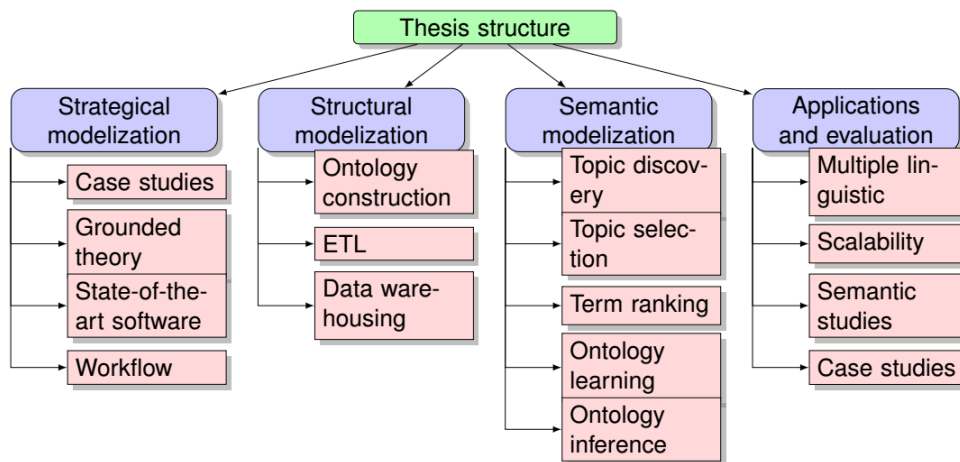 Thesis structure
Strategical
modelization
Case studies
Grounded
theory
State-of-the-
art software
Workflow
Structural
modelization
Ontology
construction
ETL
Data ware-
housing
Semantic
modelization
Topic discov-
ery
Topic selec-
tion
Term ranking
Ontology
learning
Ontology
inference
Applications
and evaluation
Multiple lin-
guistic
Scalability
Semantic
studies
Case studies